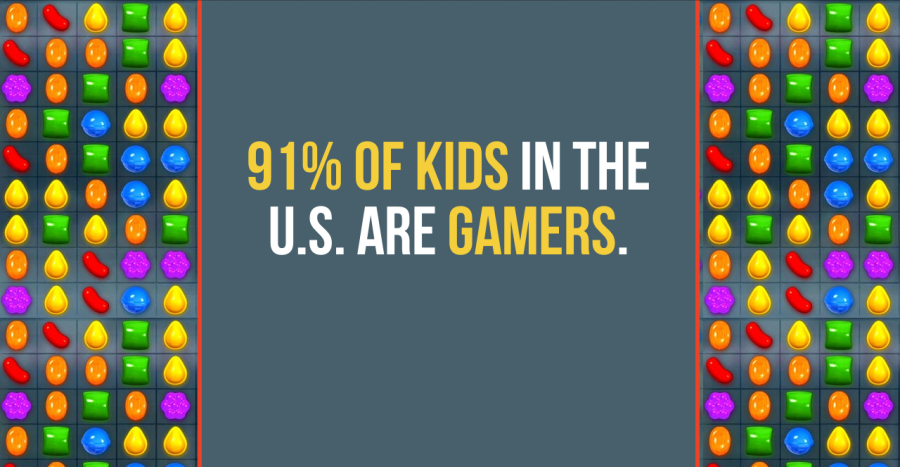 91% OF KIDS IN THE
U.S. ARE GAMERS.